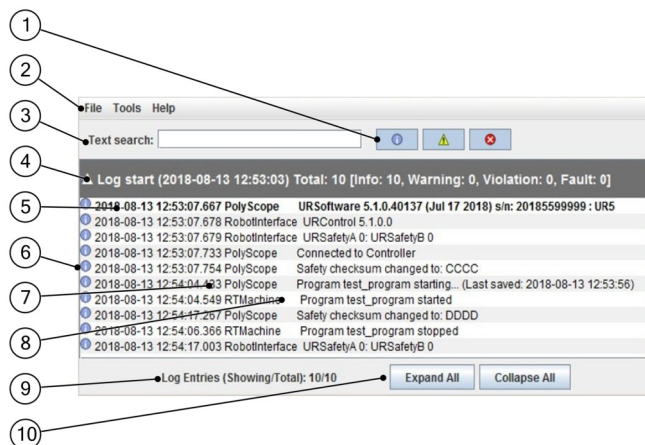 1
2
File Tools Help
3
Text search:
4
Log start (2018-08-13 12:53:03) Total: 10 [Info: 10, Warning: 0, Violation: 0, Fault: 0]
5
2018-08-13 12:53:07.667 PolyScope URSoftware 5.1.0.40137 (Jul 17 2018) s/n: 20185599999 : UR5
2018-08-13 12:53:07.678 RobotInterface URControl 5.1.0.0
2018-08-13 12:53:07.679 RobotInterface URSafetyA 0: URSafetyB 0
6
2018-08-13 12:53:07.733 PolyScope Connected to Controller
2018-08-13 12:53:07.754 PolyScope Safety checksum changed to: CCCC
7
2018-08-13 12:54:04.433 PolyScope Program test_program starting... (Last saved: 2018-08-13 12:53:56)
2018-08-13 12:54:04.549 RTMachine Program test_program started
8
2018-08-13 12:54:17.267 PolyScope Safety checksum changed to: DDDD
2018-08-13 12:54:06.366 RTMachine Program test_program stopped
2018-08-13 12:54:17.003 RobotInterface URSafetyA 0: URSafetyB 0
9
Log Entries (Showing/Total): 10/10 Expand All Collapse All
10